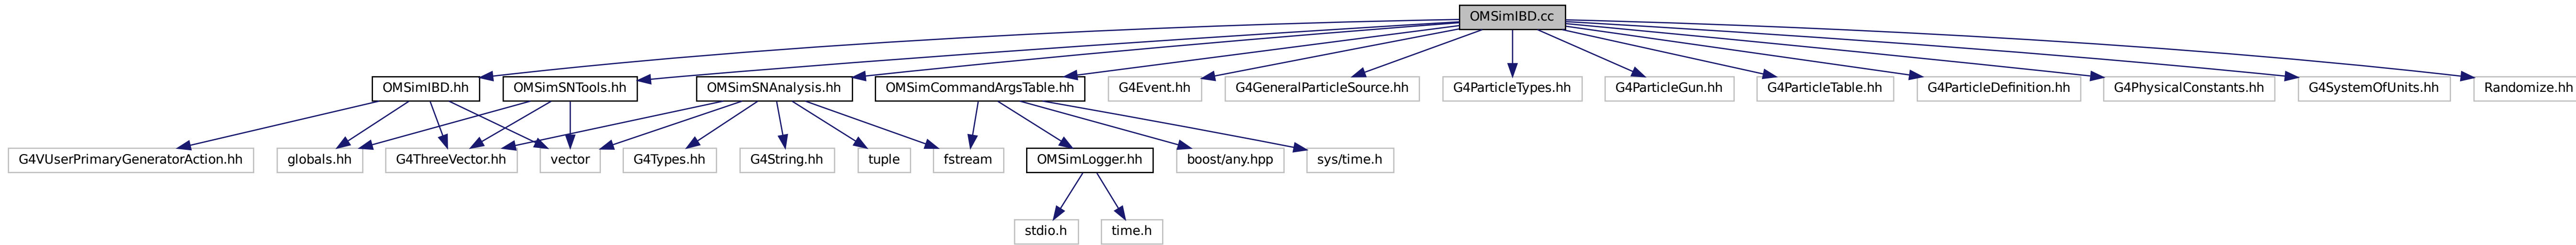 OMSimIBD.cc
OMSimIBD.hh
OMSimSNTools.hh
OMSimSNAnalysis.hh
OMSimCommandArgsTable.hh
G4Event.hh
G4GeneralParticleSource.hh
G4ParticleTypes.hh
G4ParticleGun.hh
G4ParticleTable.hh
G4ParticleDefinition.hh
G4PhysicalConstants.hh
G4SystemOfUnits.hh
Randomize.hh
G4VUserPrimaryGeneratorAction.hh
globals.hh
G4ThreeVector.hh
vector
G4Types.hh
G4String.hh
tuple
fstream
OMSimLogger.hh
boost/any.hpp
sys/time.h
stdio.h
time.h